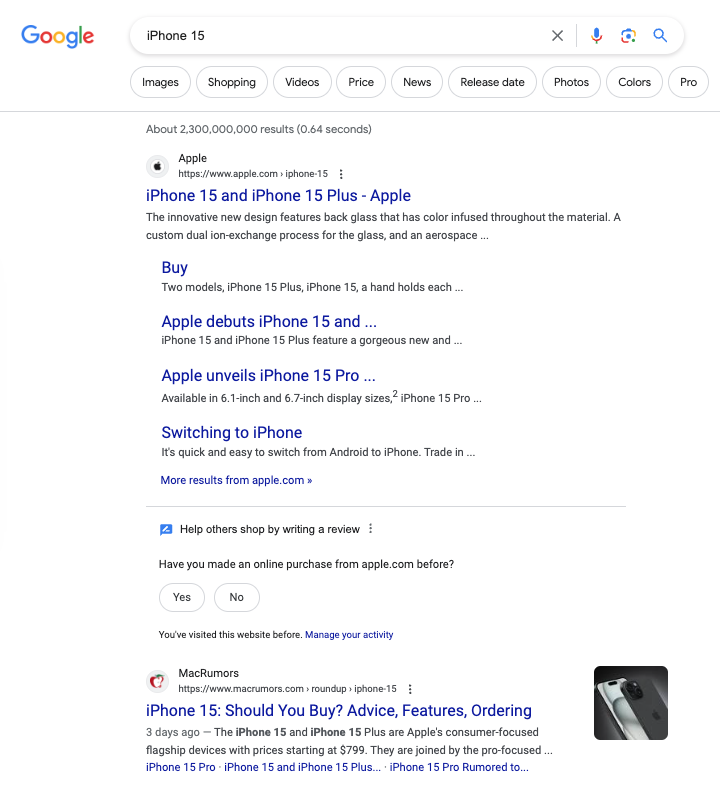 Google
iPhone 15
Images Shopping Videos Price News Release date Photos Colors Pro
About 2,300,000,000 results (0.64 seconds)
Apple
https://www.apple.com › iphone-15
iPhone 15 and iPhone 15 Plus - Apple
The innovative new design features back glass that has color infused throughout the material. A
custom dual ion-exchange process for the glass, and an aerospace ...
Buy
Two models, iPhone 15 Plus, iPhone 15, a hand holds each ...
Apple debuts iPhone 15 and ...
iPhone 15 and iPhone 15 Plus feature a gorgeous new and ...
Apple unveils iPhone 15 Pro ...
Available in 6.1-inch and 6.7-inch display sizes,2 iPhone 15 Pro ...
Switching to iPhone
It's quick and easy to switch from Android to iPhone. Trade in ...
More results from apple.com »
Help others shop by writing a review
Have you made an online purchase from apple.com before?
Yes No
You've visited this website before. Manage your activity
MacRumors
https://www.macrumors.com › roundup › iphone-15
iPhone 15: Should You Buy? Advice, Features, Ordering
3 days ago — The iPhone 15 and iPhone 15 Plus are Apple's consumer-focused
flagship devices with prices starting at $799. They are joined by the pro-focused ...
iPhone 15 Pro · iPhone 15 and iPhone 15 Plus... · iPhone 15 Pro Rumored to...